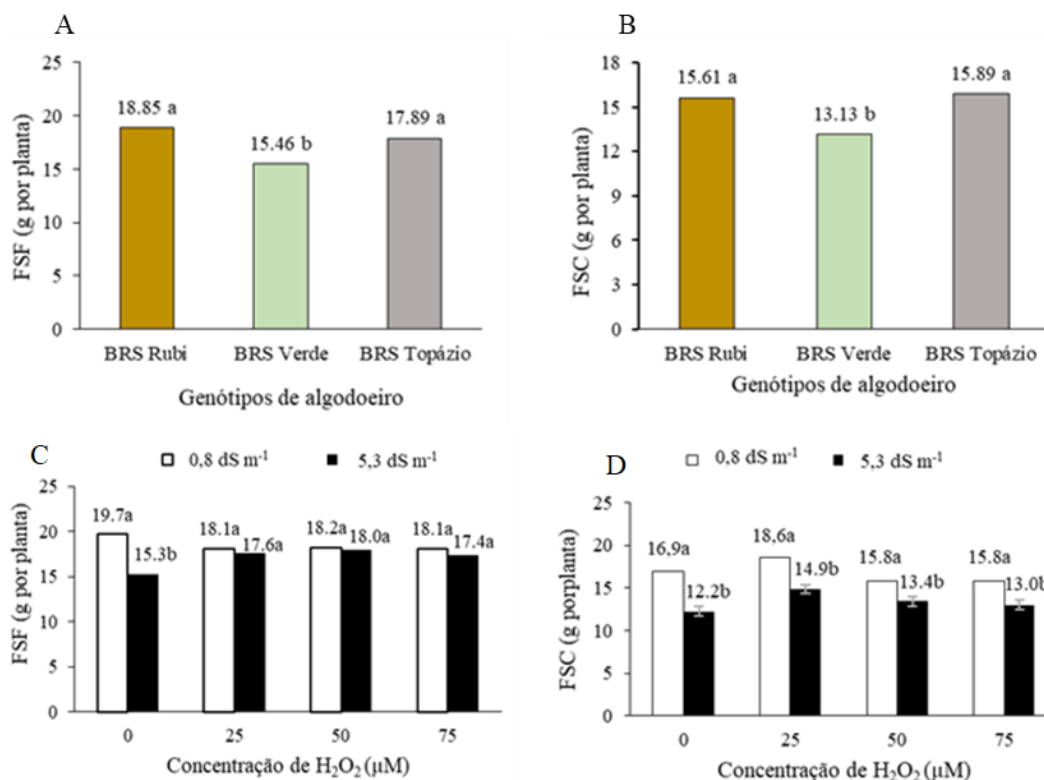 A
FSF (g por planta)
25
20
15
10
5
0
18.85 a
15.46 b
17.89 a
BRS Rubi
BRS Verde
BRS Topázio
Genótipos de algodoeiro
B
FSC (g por planta)
18
15
12
9
6
3
0
15.61 a
13.13 b
15.89 a
BRS Rubi
BRS Verde
BRS Topázio
Genótipos de algodoeiro
C
0,8 dS m⁻¹
5,3 dS m⁻¹
FSF (g por planta)
25
20
15
10
5
0
19.7a
15.3b
18.1a
17.6a
18.2a
18.0a
18.1a
17.4a
0
25
50
75
Concentração de H₂O₂ (µM)
D
0,8 dS m⁻¹
5,3 dS m⁻¹
FSC (g porplanta)
25
20
15
10
5
0
16,9a
12.2b
18,6a
14.9b
15.8a
13.4b
15.8a
13.0b
0
25
50
75
Concentração de H₂O₂ (µM)